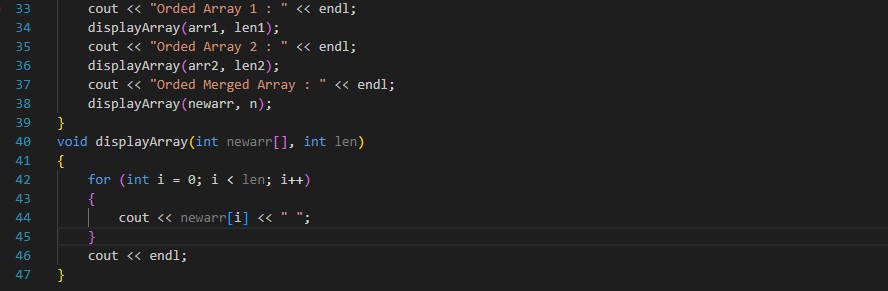 33 cout << "Orded Array 1 : " << endl;
34 displayArray(arr1, len1);
35 cout << "Orded Array 2 : " << endl;
36 displayArray(arr2, len2);
37 cout << "Orded Merged Array : " << endl;
38 displayArray(newarr, n);
39 }
40 void displayArray(int newarr[], int len)
41 {
42 for (int i = 0; i < len; i++)
43 {
44 cout << newarr[i] << " ";
45 }
46 cout << endl;
47 }